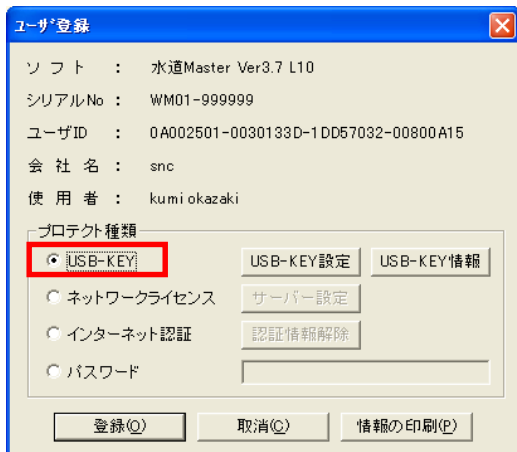 ユーザ登録
ソフト : 水道Master Ver3.7 L10
シリアルNo : WM01-999999
ユーザID : 0A002501-0030133D-1DD57032-00800A15
会社名 : snc
使用者 : kumi okazaki
プロテクト種類
USB-KEY USB-KEY設定 USB-KEY情報
ネットワークライセンス サーバー設定
インターネット認証 認証情報解除
パスワード
登録(O) 取消(C) 情報の印刷(P)